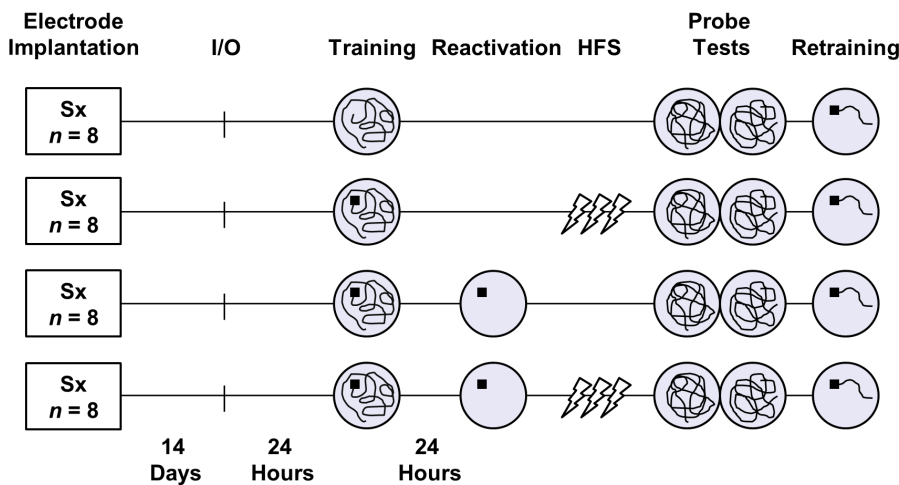 Electrode
Implantation
I/O
Training
Reactivation
HFS
Probe
Tests
Retraining
Sx
n = 8
Sx
n = 8
Sx
n = 8
Sx
n = 8
14
Days
24
Hours
24
Hours